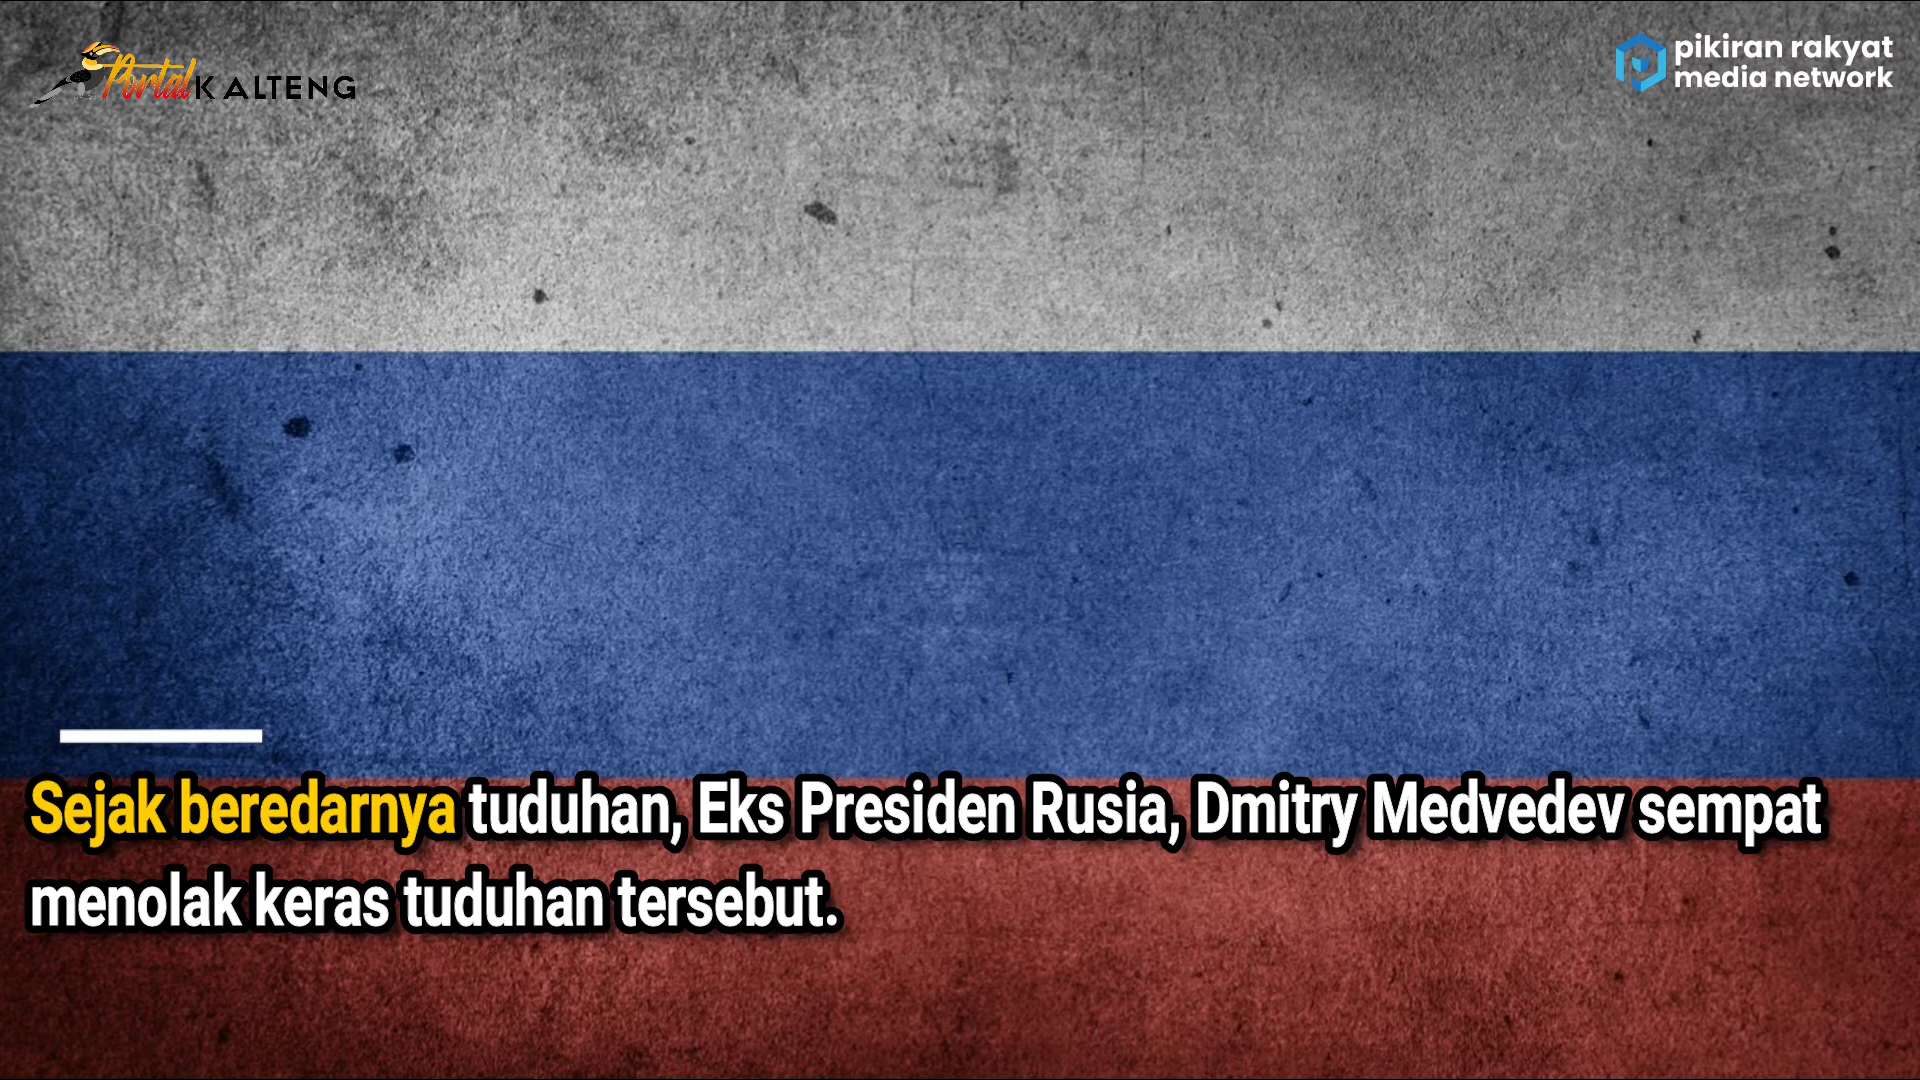 Portal KALTENG
pikiran rakyat
media network
Sejak beredarnya tuduhan, Eks Presiden Rusia, Dmitry Medvedev sempat
menolak keras tuduhan tersebut.